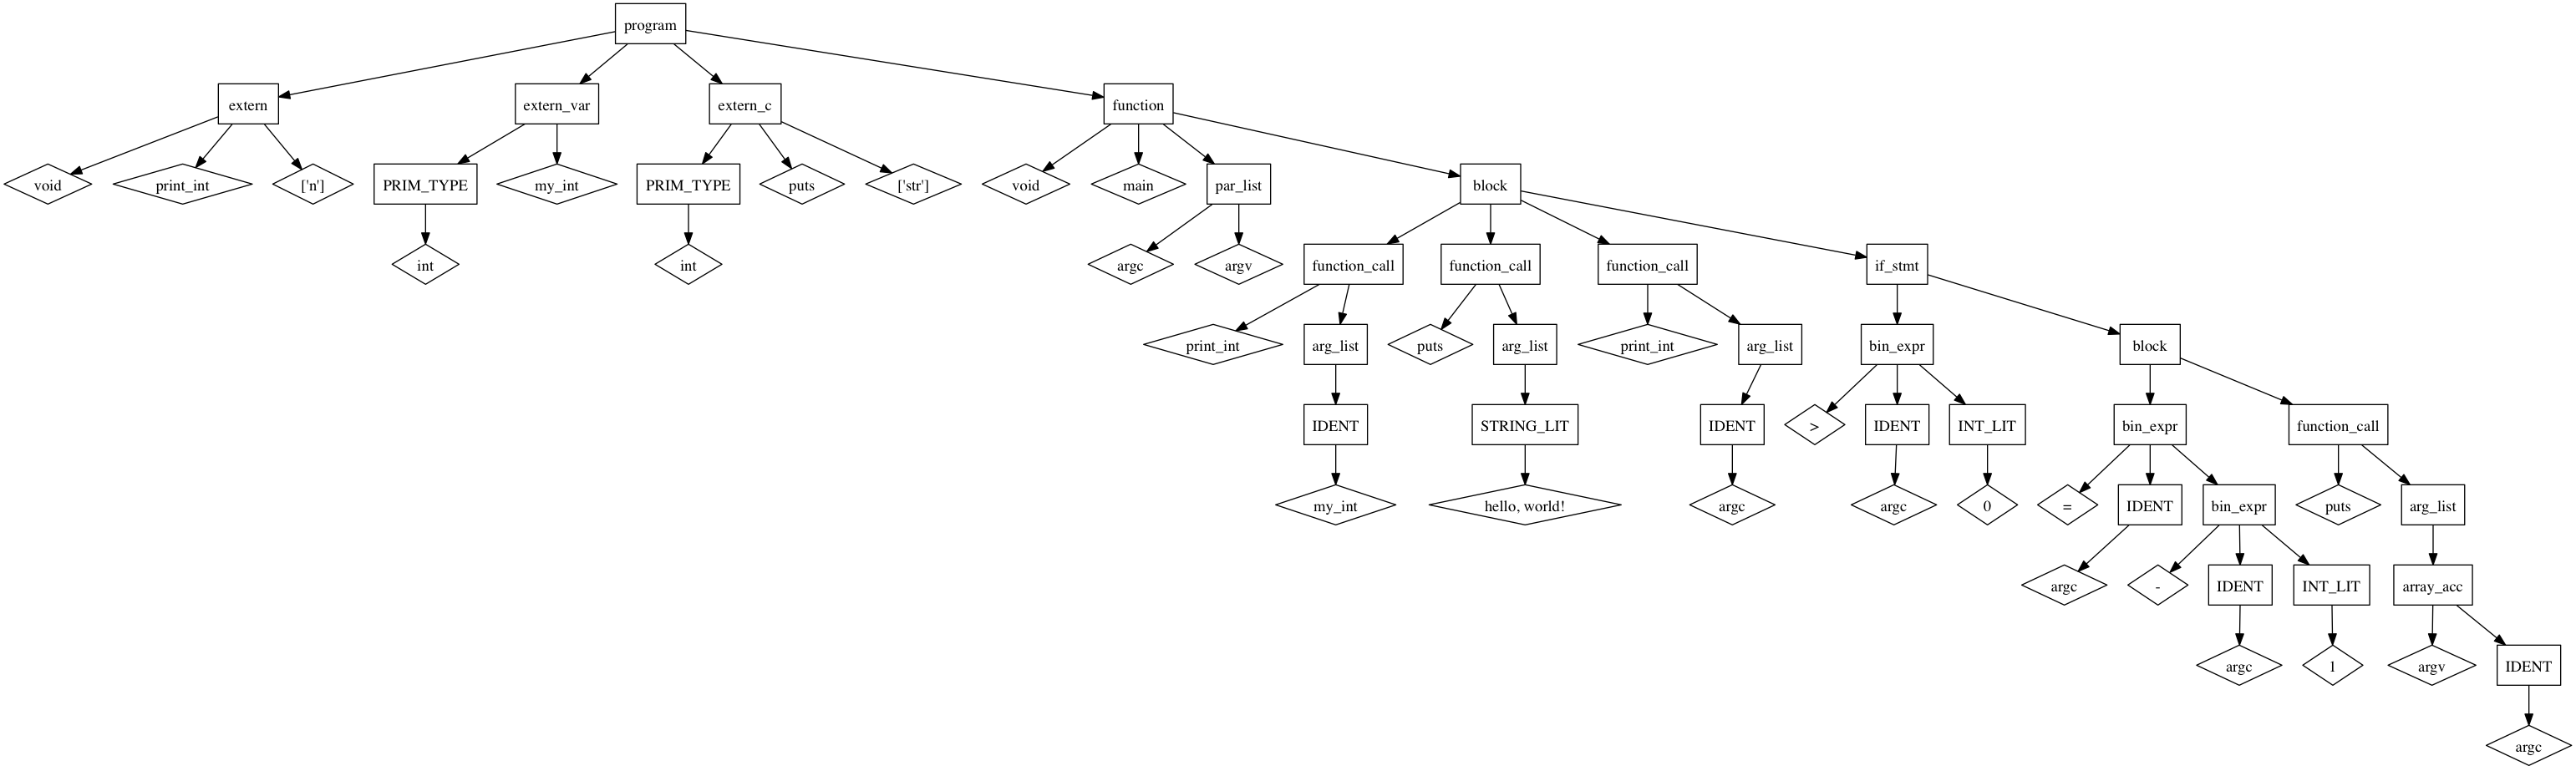 program
extern
extern_var
extern_c
function
void
print_int
['n']
PRIM_TYPE
my_int
PRIM_TYPE
puts
['str']
void
main
par_list
block
int
int
argc
argv
function_call
function_call
function_call
if_stmt
print_int
arg_list
puts
arg_list
print_int
arg_list
bin_expr
block
IDENT
STRING_LIT
IDENT
>
IDENT
INT_LIT
bin_expr
function_call
my_int
hello, world!
argc
argc
0
=
IDENT
bin_expr
puts
arg_list
argc
-
IDENT
INT_LIT
array_acc
argc
1
argv
IDENT
argc